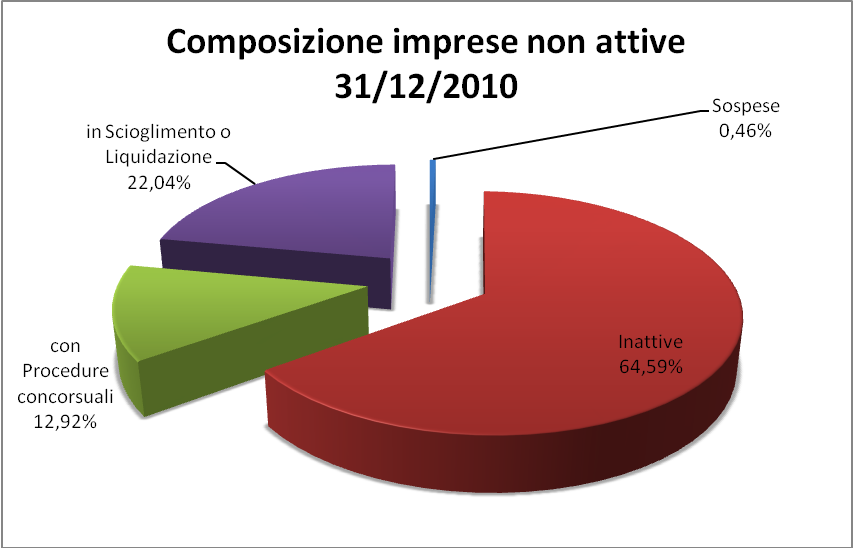 Composizione imprese non attive
31/12/2010
Sospese
0,46%
in Scioglimento o
Liquidazione
22,04%
Inattive
64,59%
con
Procedure
concorsuali
12,92%